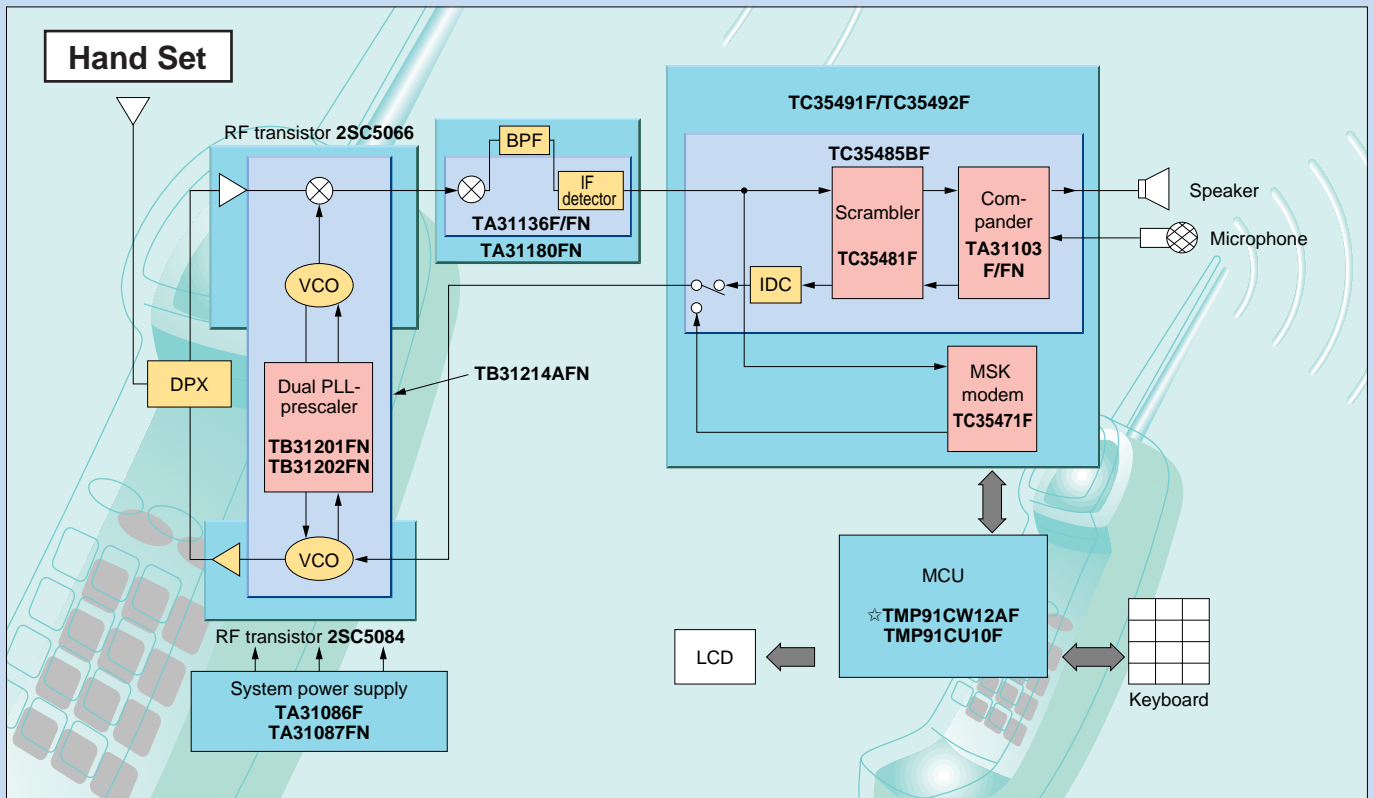 Hand Set
RF transistor 2SC5066
VCO
DPX
Dual PLL-
prescaler
TB31201FN
TB31202FN
VCO
RF transistor 2SC5084
System power supply
TA31086F
TA31087FN
TB31214AFN
BPF
IF
detector
TA31136F/FN
TA31180FN
TC35491F/TC35492F
TC35485BF
Scrambler
TC35481F
Com-
pander
TA31103
F/FN
IDC
MSK
modem
TC35471F
Speaker
Microphone
MCU
☆TMP91CW12AF
TMP91CU10F
LCD
Keyboard